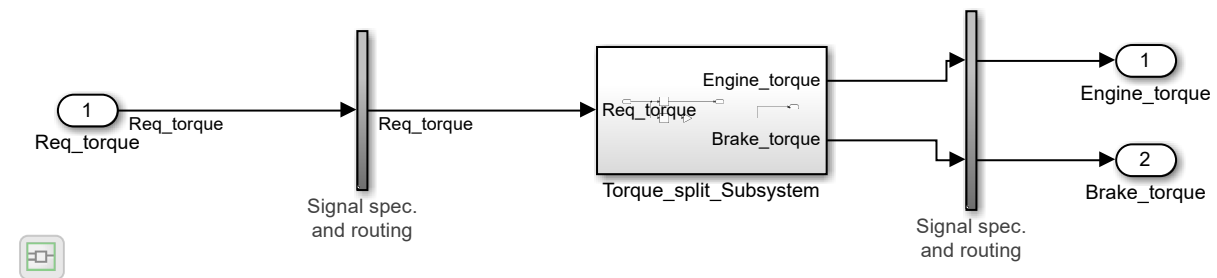 1
Req_torque
Req_torque
Signal spec.
and routing
Req_torque
Req_torque
Engine_torque
Brake_torque
Torque_split_Subsystem
Signal spec.
and routing
1
Engine_torque
2
Brake_torque